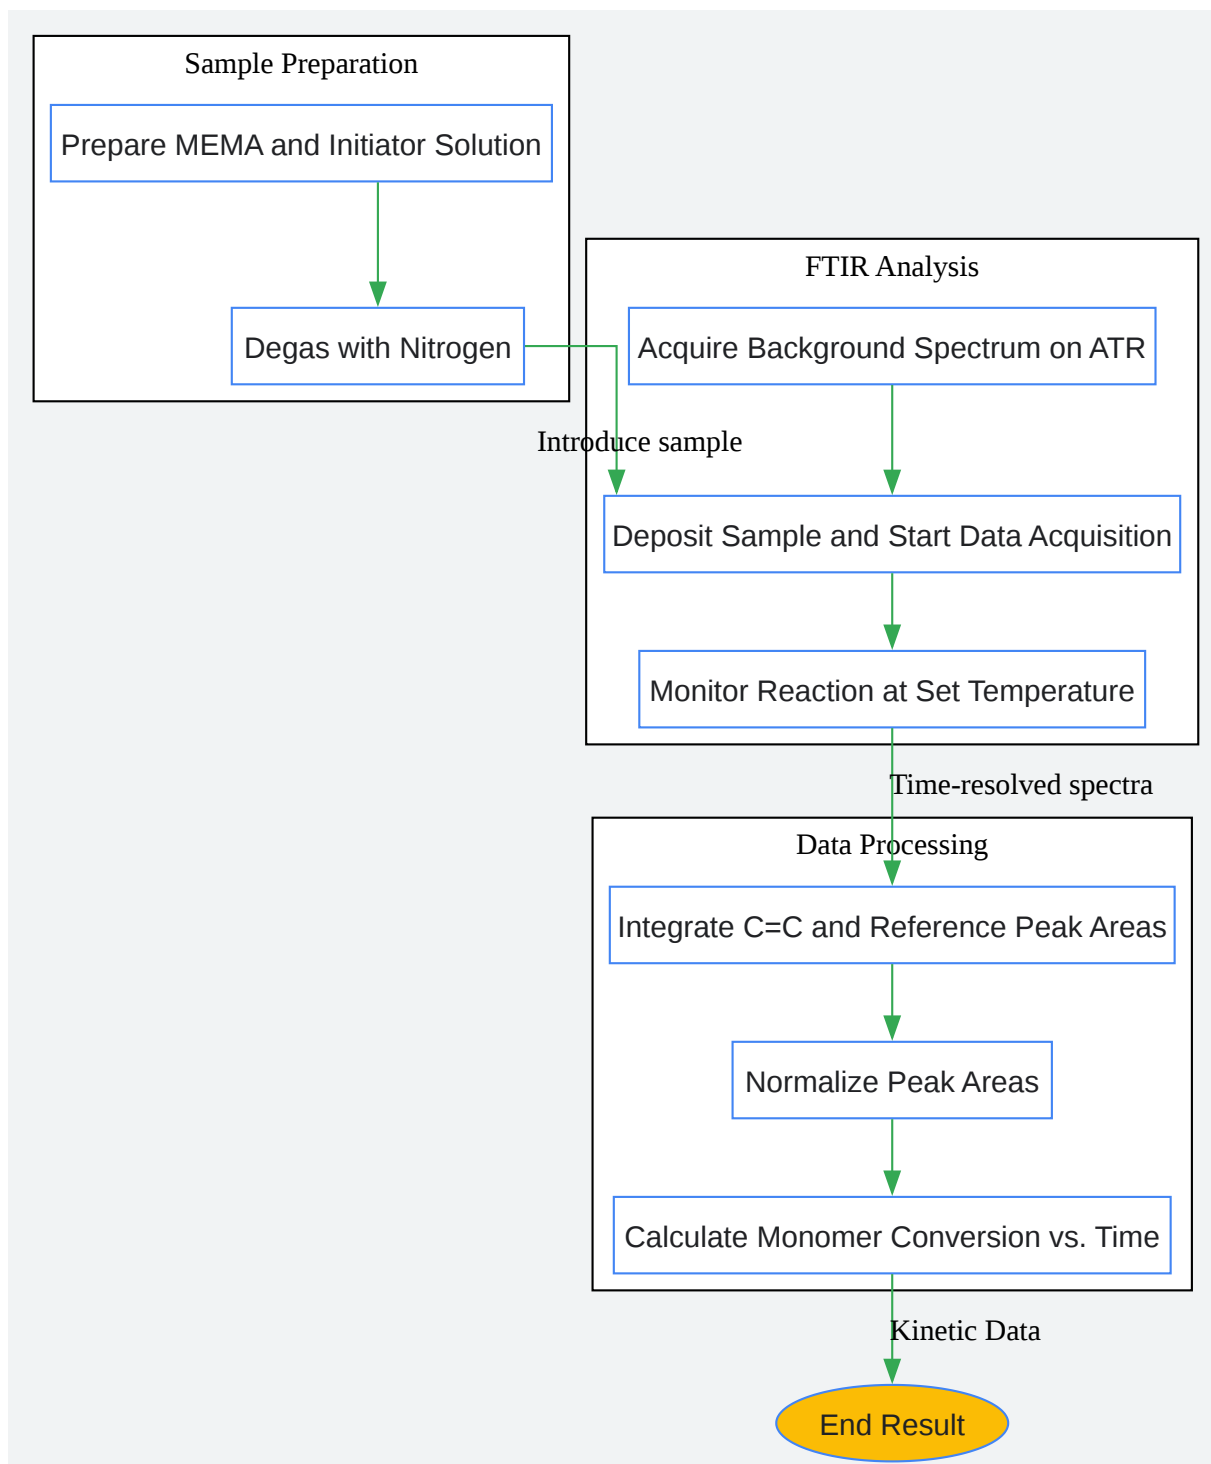 Sample Preparation
Prepare MEMA and Initiator Solution
Degas with Nitrogen
FTIR Analysis
Acquire Background Spectrum on ATR
Introduce sample
Deposit Sample and Start Data Acquisition
Monitor Reaction at Set Temperature
Time-resolved spectra
Data Processing
Integrate C=C and Reference Peak Areas
Normalize Peak Areas
Calculate Monomer Conversion vs. Time
Kinetic Data
End Result